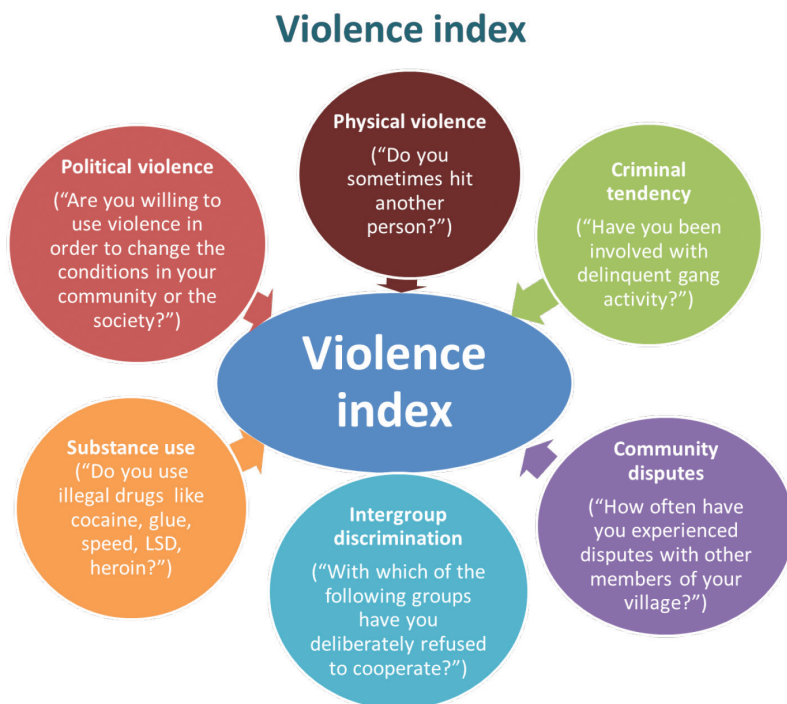 Violence index
Physical violence
("Do you
sometimes hit
another
person?")
Political violence
("Are you willing to
use violence in
order to change the
conditions in your
community or the
society?")
Criminal
tendency
("Have you been
involved with
delinquent gang
activity?")
Violence
index
Substance use
("Do you use
illegal drugs like
cocaine, glue,
speed, LSD,
heroin?")
Intergroup
discrimination
("With which of the
following groups
have you
deliberately refused
to cooperate?")
Community
disputes
("How often have
you experienced
disputes with other
members of your
village?")